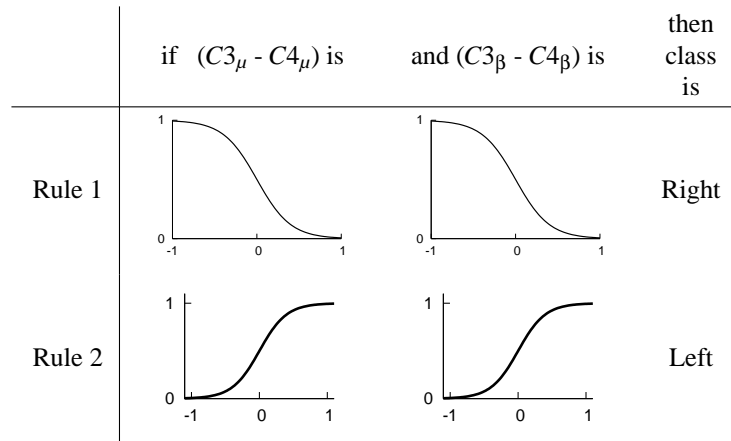 then
if (C3μ - C4μ) is and (C3β - C4β) is class
is
1 1
Rule 1 Right
0 0
-1 0 1 -1 0 1
1 1
Rule 2 Left
0 0
-1 0 1 -1 0 1